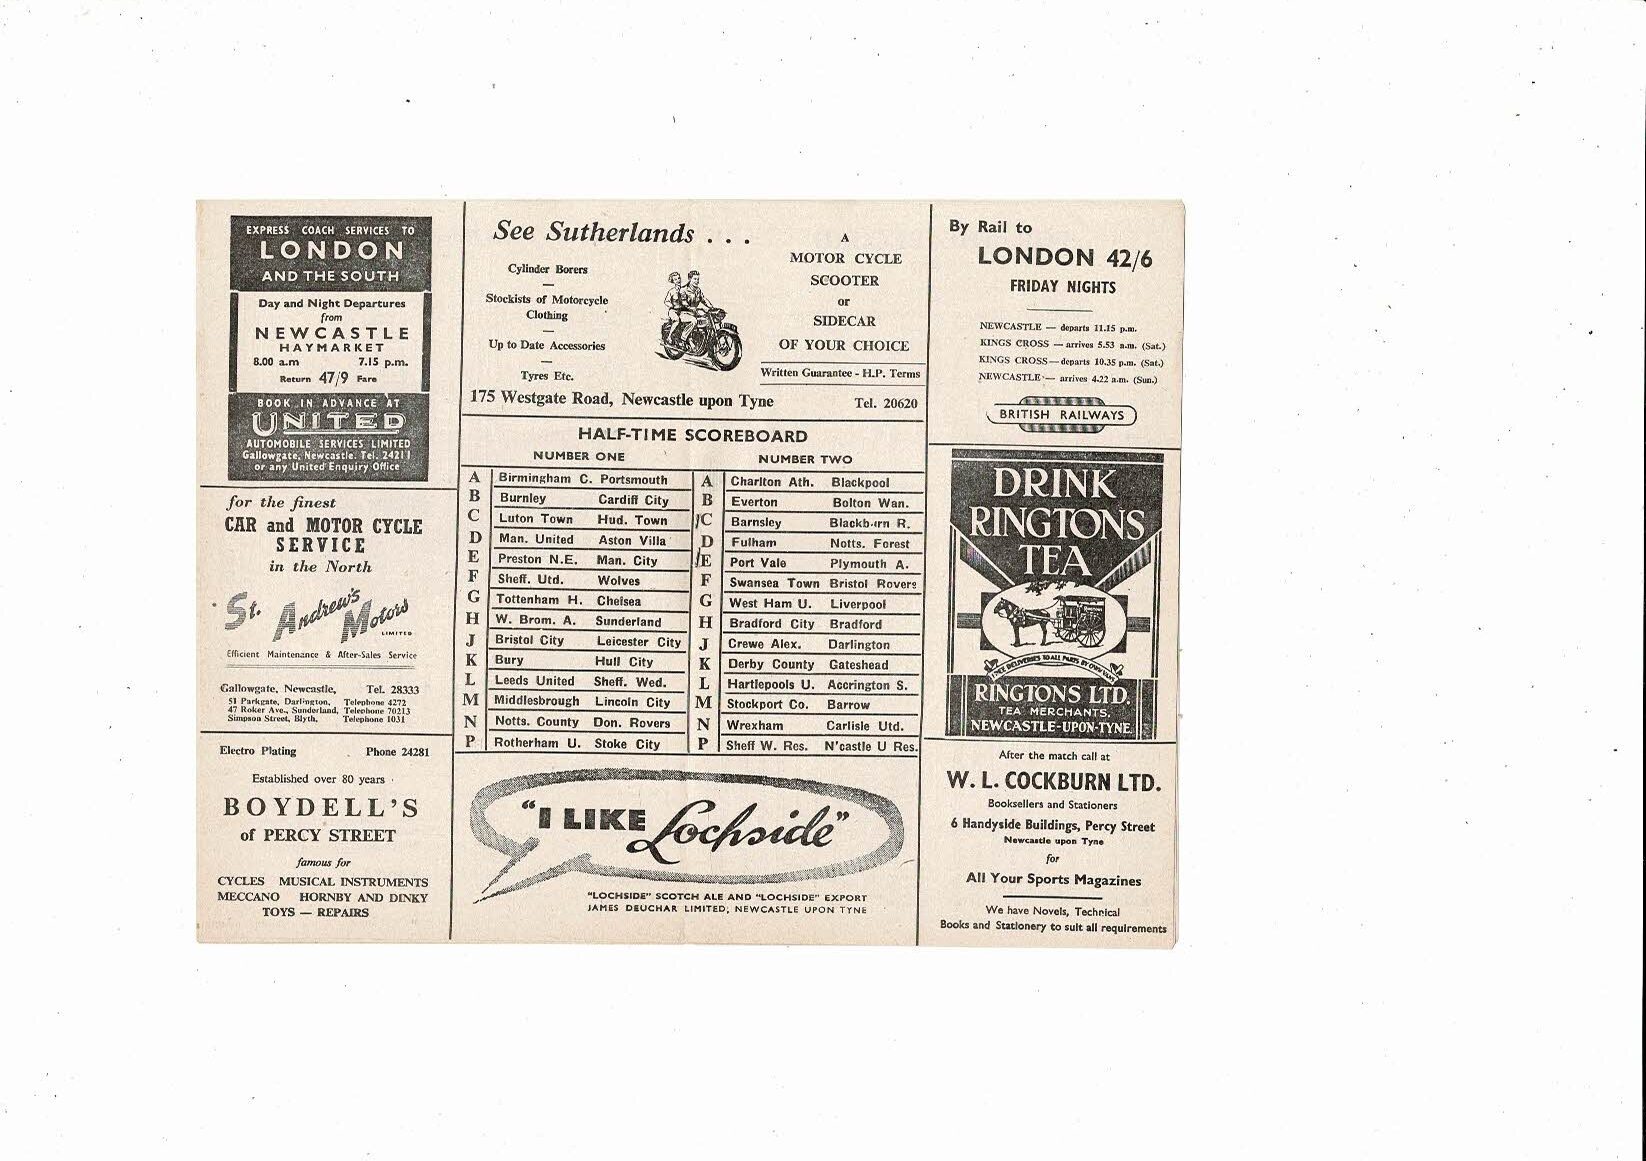 EXPRESS COACH SERVICES TO
LONDON
AND THE SOUTH
Day and Night Departures
from
NEWCASTLE
HAYMARKET
8.00 a.m 7.15 p.m.
Return 47/9 Fare
BOOK IN ADVANCE AT
UNITED
AUTOMOBILE SERVICES LIMITED
Gallowgate, Newcastle. Tel. 24211
or any United Enquiry Office
for the finest
CAR and MOTOR CYCLE
SERVICE
in the North
St. Andrew's Motors
LIMITED
Efficient Maintenance & After-Sales Service
Gallowgate, Newcastle, Tel. 28333
51 Parkgate, Darlington, Telephone 4272
47 Roker Ave., Sunderland, Telephone 70213
Simpson Street, Blyth, Telephone 1031
Electro Plating Phone 24281
Established over 80 years
BOYDELL'S
of PERCY STREET
famous for
CYCLES MUSICAL INSTRUMENTS
MECCANO HORNBY AND DINKY
TOYS — REPAIRS
See Sutherlands . . .
Cylinder Borers
—
Stockists of Motorcycle
Clothing
—
Up to Date Accessories
—
Tyres Etc.
A
MOTOR CYCLE
SCOOTER
or
SIDECAR
OF YOUR CHOICE
Written Guarantee - H.P. Terms
175 Westgate Road, Newcastle upon Tyne Tel. 20620
HALF-TIME SCOREBOARD
NUMBER ONE
A Birmingham C. Portsmouth
B Burnley Cardiff City
C Luton Town Hud. Town
D Man. United Aston Villa
E Preston N.E. Man. City
F Sheff. Utd. Wolves
G Tottenham H. Chelsea
H W. Brom. A. Sunderland
J Bristol City Leicester City
K Bury Hull City
L Leeds United Sheff. Wed.
M Middlesbrough Lincoln City
N Notts. County Don. Rovers
P Rotherham U. Stoke City
NUMBER TWO
A Charlton Ath. Blackpool
B Everton Bolton Wan.
C Barnsley Blackburn R.
D Fulham Notts. Forest
E Port Vale Plymouth A.
F Swansea Town Bristol Rovers
G West Ham U. Liverpool
H Bradford City Bradford
J Crewe Alex. Darlington
K Derby County Gateshead
L Hartlepools U. Accrington S.
M Stockport Co. Barrow
N Wrexham Carlisle Utd.
P Sheff W. Res. N'castle U Res.
"I LIKE Lochside"
"LOCHSIDE" SCOTCH ALE AND "LOCHSIDE" EXPORT
JAMES DEUCHAR LIMITED, NEWCASTLE UPON TYNE
By Rail to
LONDON 42/6
FRIDAY NIGHTS
NEWCASTLE — departs 11.15 p.m.
KINGS CROSS — arrives 5.53 a.m. (Sat.)
KINGS CROSS — departs 10.35 p.m. (Sat.)
NEWCASTLE — arrives 4.22 a.m. (Sun.)
BRITISH RAILWAYS
DRINK
RINGTONS
TEA
FREE DELIVERIES TO ALL PARTS BY OWN VANS
RINGTONS LTD.
TEA MERCHANTS,
NEWCASTLE-UPON-TYNE.
After the match call at
W. L. COCKBURN LTD.
Booksellers and Stationers
6 Handyside Buildings, Percy Street
Newcastle upon Tyne
for
All Your Sports Magazines
We have Novels, Technical
Books and Stationery to suit all requirements